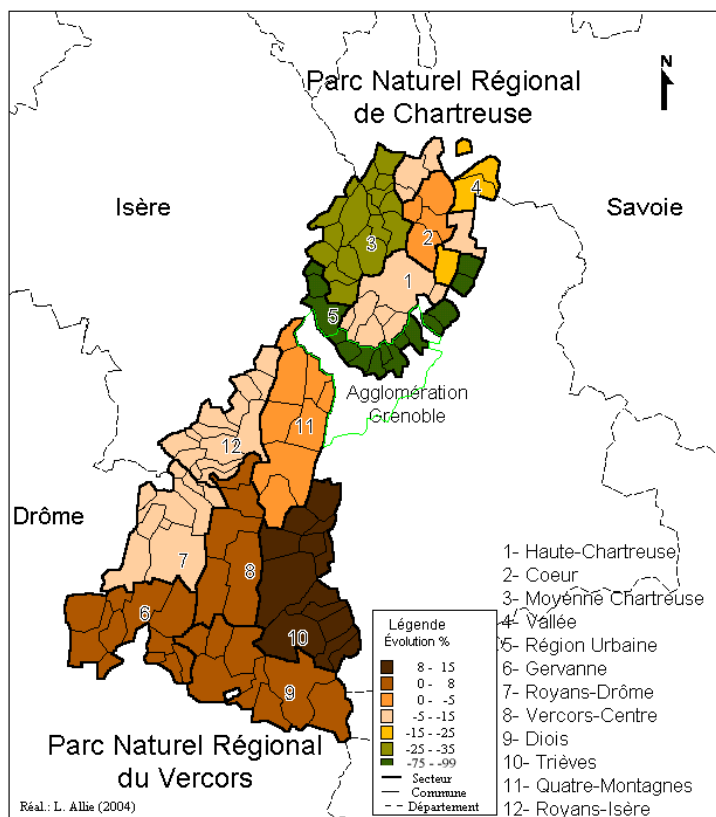 N
Parc Naturel Régional
de Chartreuse
Isère
Savoie
4
3
2
1
5
Agglomération
Grenoble
11
12
Drôme
7
8
6
10
9
Parc Naturel Régional
du Vercors
Réal.: L. Allie (2004)
Légende
Évolution %
8 - 15
0 - 8
0 - -5
-5 --15
-15 --25
-25 --35
-75 --99
Secteur
Commune
Département
1- Haute-Chartreuse
2- Coeur
3- Moyenne Chartreuse
4- Vallée
5- Région Urbaine
6- Gervanne
7- Royans-Drôme
8- Vercors-Centre
9- Diois
10- Trièves
11- Quatre-Montagnes
12- Royans-Isère